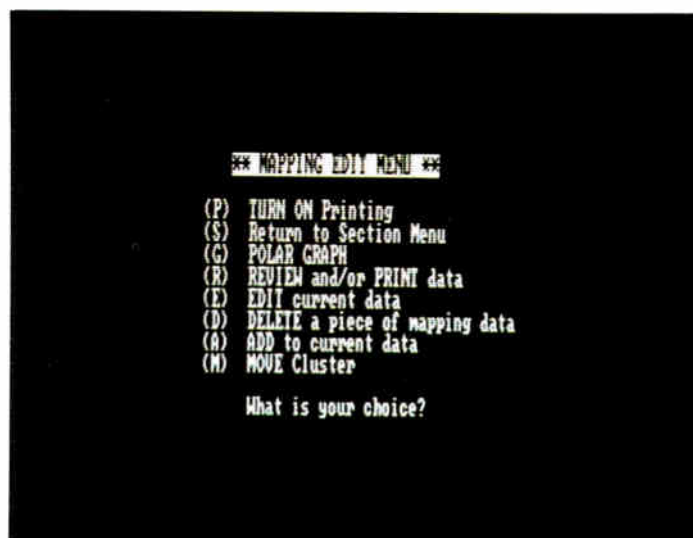 ** MAPPING EDIT MENU **
(P) TURN ON Printing
(S) Return to Section Menu
(G) POLAR GRAPH
(R) REVIEW and/or PRINT data
(E) EDIT current data
(D) DELETE a piece of mapping data
(A) ADD to current data
(M) MOVE Cluster
What is your choice?